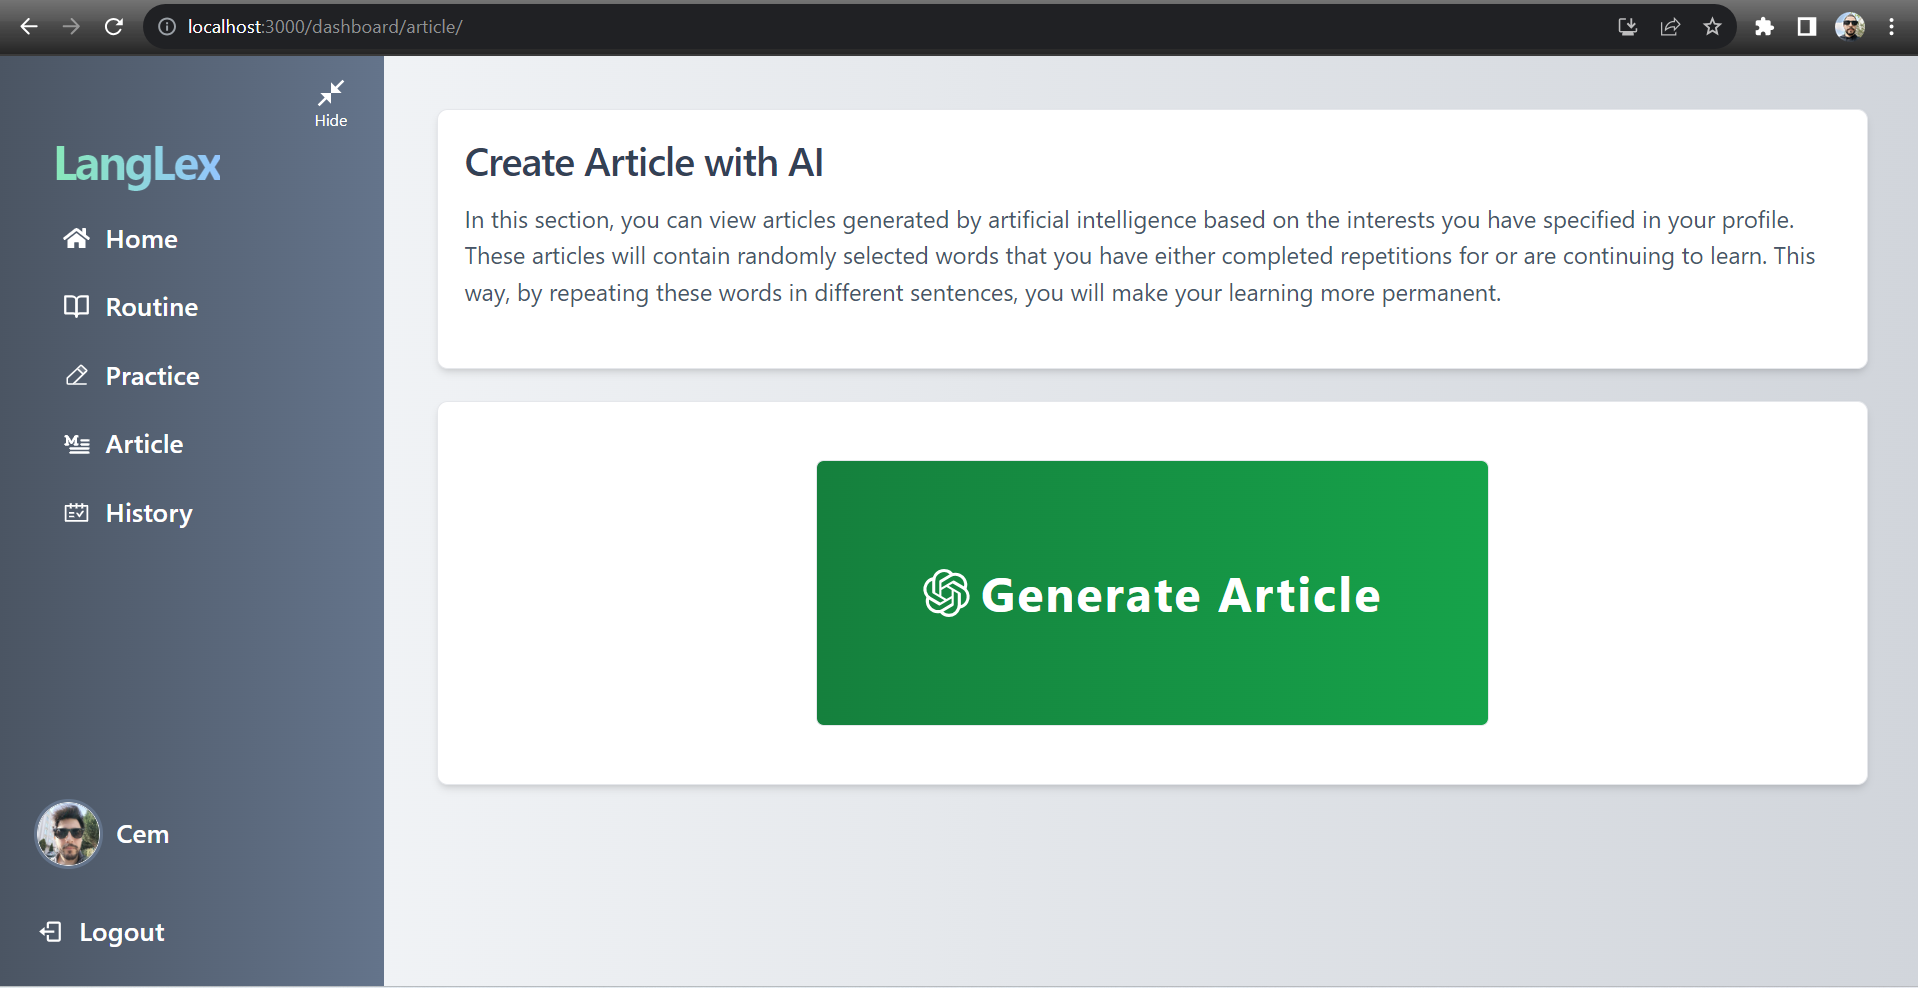 localhost:3000/dashboard/article/
Hide
LangLex
Home
Routine
Practice
Article
History
Cem
Logout
Create Article with AI
In this section, you can view articles generated by artificial intelligence based on the interests you have specified in your profile.
These articles will contain randomly selected words that you have either completed repetitions for or are continuing to learn. This
way, by repeating these words in different sentences, you will make your learning more permanent.
Generate Article